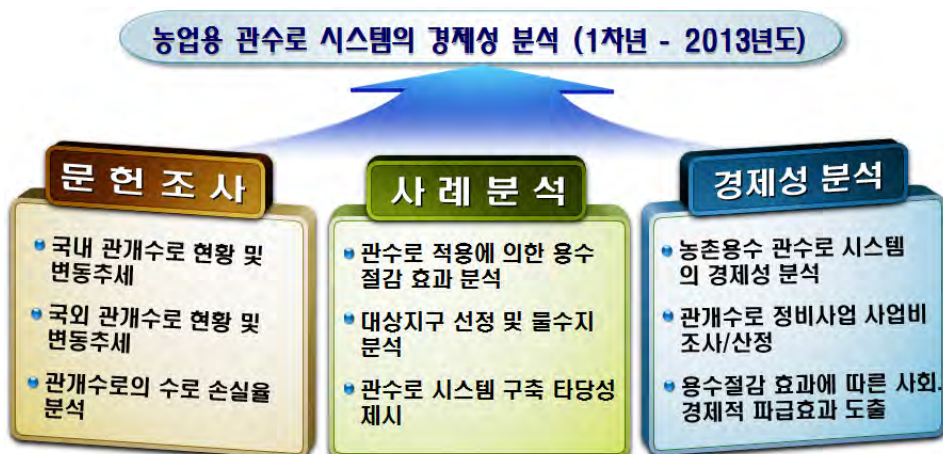 농업용 관수로 시스템의 경제성 분석 (1차년 - 2013년도)
문 헌 조 사
국내 관개수로 현황 및
변동추세
국외 관개수로 현황 및
변동추세
관개수로의 수로 손실율
분석
사 례 분 석
관수로 적용에 의한 용수
절감 효과 분석
대상지구 선정 및 물수지
분석
관수로 시스템 구축 타당성
제시
경제성 분석
농촌용수 관수로 시스템
의 경제성 분석
관개수로 정비사업 사업비
조사/산정
용수절감 효과에 따른 사회.
경제적 파급효과 도출